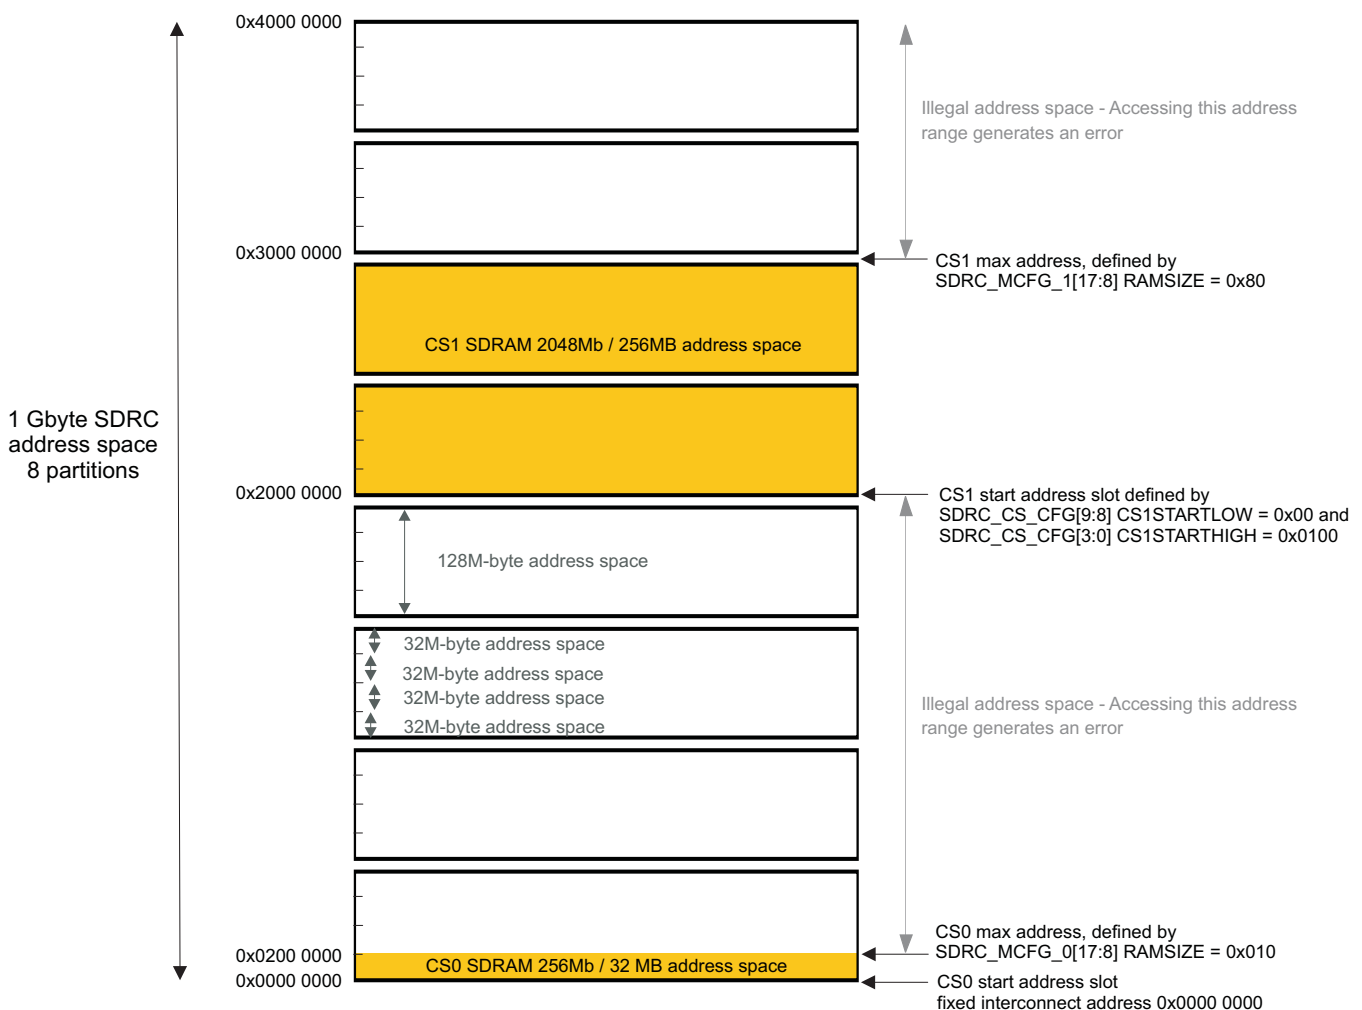 0x4000 0000
Illegal address space - Accessing this address
range generates an error
0x3000 0000
CS1 max address, defined by
SDRC_MCFG_1[17:8] RAMSIZE = 0x80
CS1 SDRAM 2048Mb / 256MB address space
1 Gbyte SDRC
address space
8 partitions
0x2000 0000
CS1 start address slot defined by
SDRC_CS_CFG[9:8] CS1STARTLOW = 0x00 and
SDRC_CS_CFG[3:0] CS1STARTHIGH = 0x0100
128M-byte address space
32M-byte address space
32M-byte address space
32M-byte address space
32M-byte address space
Illegal address space - Accessing this address
range generates an error
CS0 max address, defined by
SDRC_MCFG_0[17:8] RAMSIZE = 0x010
0x0200 0000
CS0 SDRAM 256Mb / 32 MB address space
0x0000 0000
CS0 start address slot
fixed interconnect address 0x0000 0000